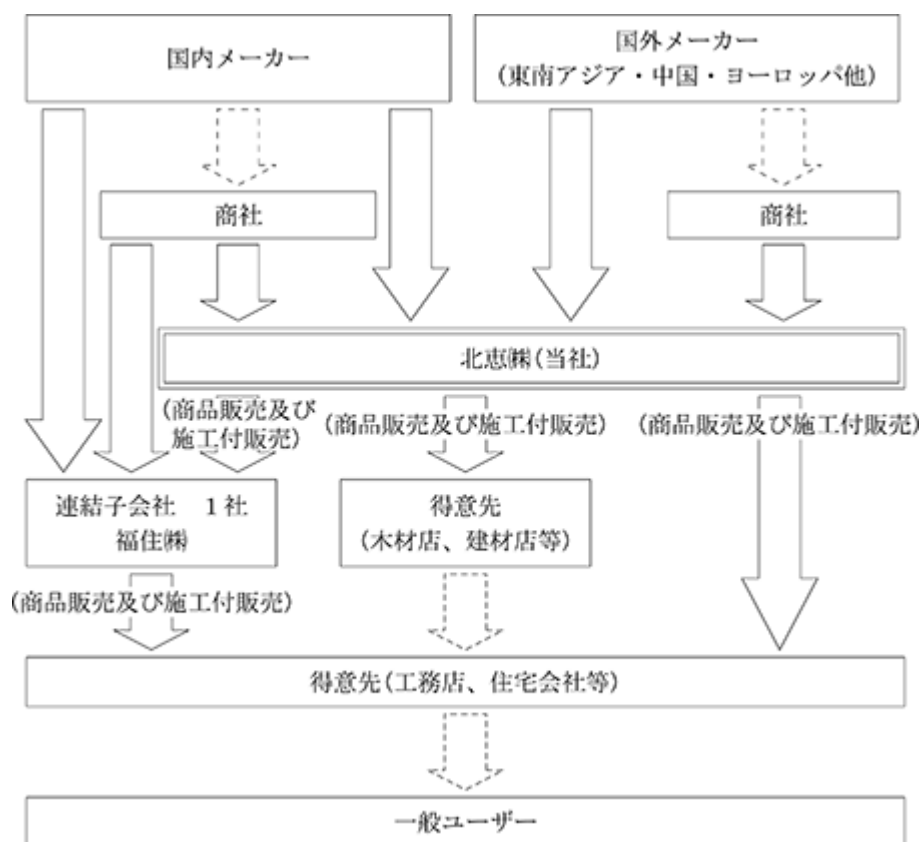 国内メーカー
国外メーカー
(東南アジア・中国・ヨーロッパ他)
商社
商社
北恵㈱(当社)
(商品販売及び
施工付販売)
(商品販売及び施工付販売)
(商品販売及び施工付販売)
連結子会社　1社
福住㈱
得意先
(木材店、建材店等)
(商品販売及び施工付販売)
得意先(工務店、住宅会社等)
一般ユーザー